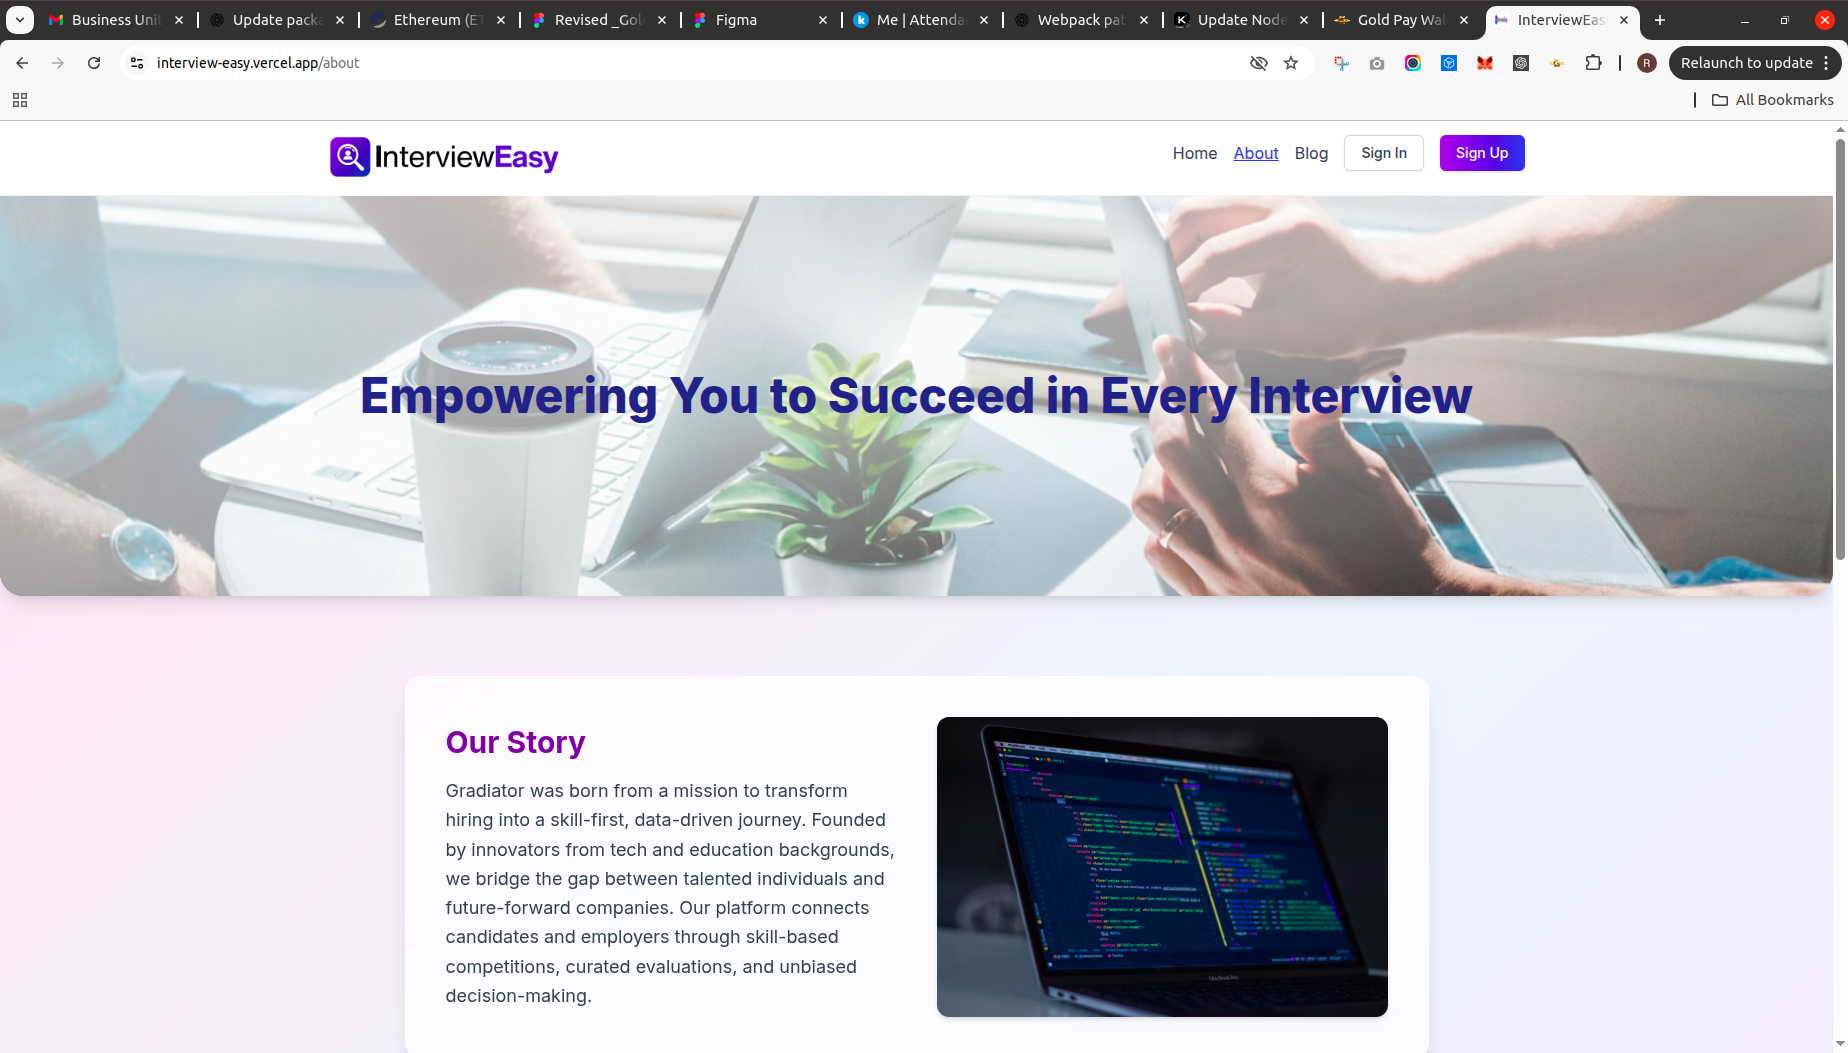 Business Uni
Update pack
Ethereum (ET
Revised _Gol
Figma
Me | Attenda
Webpack pat
Update Node
Gold Pay Wal
InterviewEas
interview-easy.vercel.app/about
R
Relaunch to update
All Bookmarks
InterviewEasy
Home
About
Blog
Sign In
Sign Up
Empowering You to Succeed in Every Interview
Our Story
Gradiator was born from a mission to transform
hiring into a skill-first, data-driven journey. Founded
by innovators from tech and education backgrounds,
we bridge the gap between talented individuals and
future-forward companies. Our platform connects
candidates and employers through skill-based
competitions, curated evaluations, and unbiased
decision-making.
MacBook Pro